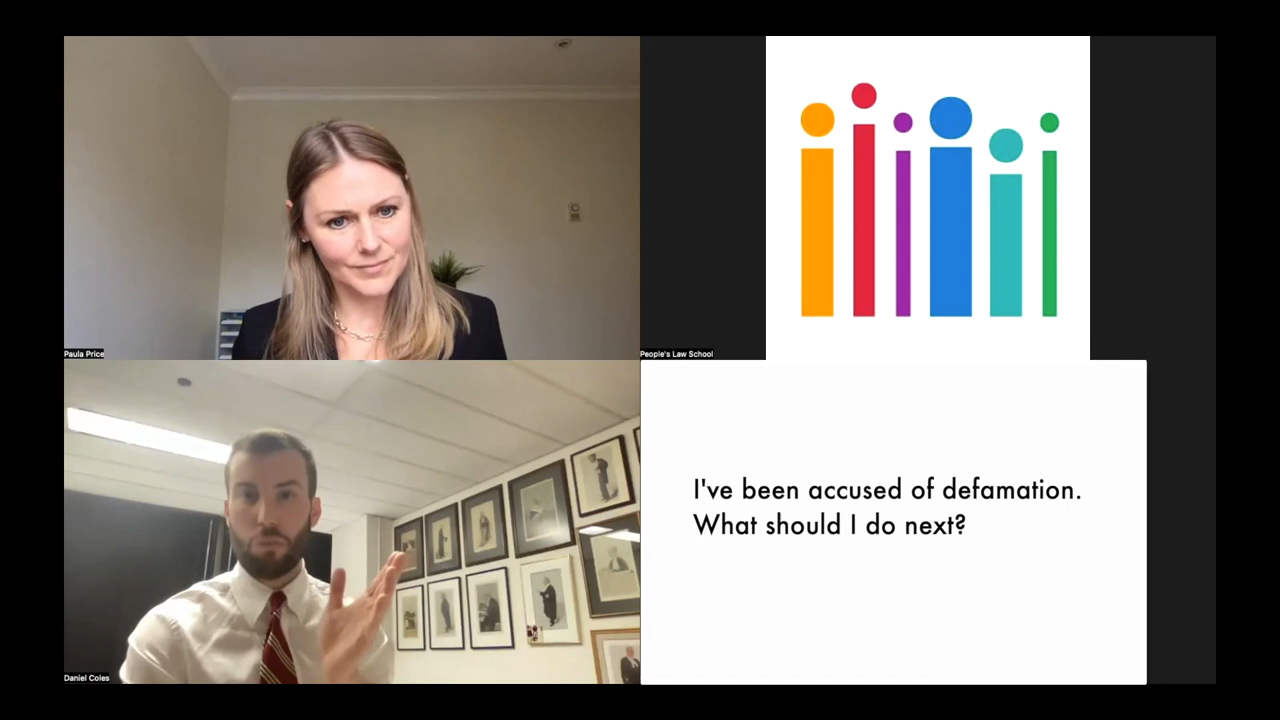 Paula Price
People's Law School
I've been accused of defamation.
What should I do next?
Daniel Coles